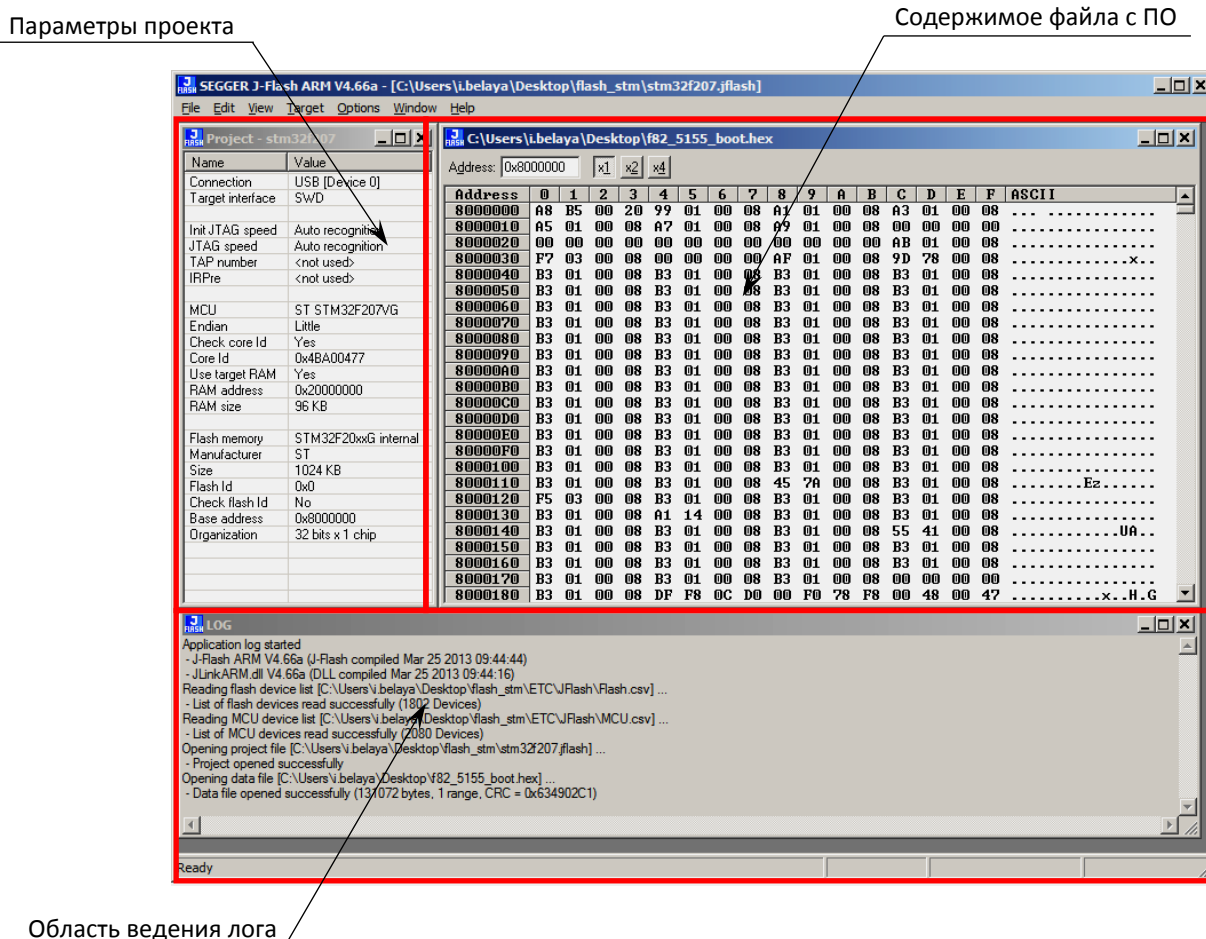 Параметры проекта
Содержимое файла с ПО
SEGGER J-Flash ARM V4.66a - [C:\Users\i.belaya\Desktop\flash_stm\stm32f207.jflash]
File Edit View Target Options Window Help
Project - stm32f207
Name Value
Connection USB [Device 0]
Target interface SWD
Init JTAG speed Auto recognition
JTAG speed Auto recognition
TAP number <not used>
IRPre <not used>
MCU ST STM32F207VG
Endian Little
Check core Id Yes
Core Id 0x4BA00477
Use target RAM Yes
RAM address 0x20000000
RAM size 96 KB
Flash memory STM32F20xxG internal
Manufacturer ST
Size 1024 KB
Flash Id 0x0
Check flash Id No
Base address 0x8000000
Organization 32 bits x 1 chip
C:\Users\i.belaya\Desktop\f82_5155_boot.hex
Address: 0x8000000 x1 x2 x4
Address 0 1 2 3 4 5 6 7 8 9 A B C D E F ASCII
8000000 A8 B5 00 20 99 01 00 08 A1 01 00 08 A3 01 00 08 ... ............
8000010 A5 01 00 08 A7 01 00 08 A9 01 00 08 00 00 00 00 ................
8000020 00 00 00 00 00 00 00 00 00 00 00 00 AB 01 00 08 ................
8000030 F7 03 00 08 00 00 00 00 AF 01 00 08 9D 78 00 08 .............x..
8000040 B3 01 00 08 B3 01 00 08 B3 01 00 08 B3 01 00 08 ................
8000050 B3 01 00 08 B3 01 00 08 B3 01 00 08 B3 01 00 08 ................
8000060 B3 01 00 08 B3 01 00 08 B3 01 00 08 B3 01 00 08 ................
8000070 B3 01 00 08 B3 01 00 08 B3 01 00 08 B3 01 00 08 ................
8000080 B3 01 00 08 B3 01 00 08 B3 01 00 08 B3 01 00 08 ................
8000090 B3 01 00 08 B3 01 00 08 B3 01 00 08 B3 01 00 08 ................
80000A0 B3 01 00 08 B3 01 00 08 B3 01 00 08 B3 01 00 08 ................
80000B0 B3 01 00 08 B3 01 00 08 B3 01 00 08 B3 01 00 08 ................
80000C0 B3 01 00 08 B3 01 00 08 B3 01 00 08 B3 01 00 08 ................
80000D0 B3 01 00 08 B3 01 00 08 B3 01 00 08 B3 01 00 08 ................
80000E0 B3 01 00 08 B3 01 00 08 B3 01 00 08 B3 01 00 08 ................
80000F0 B3 01 00 08 B3 01 00 08 B3 01 00 08 B3 01 00 08 ................
8000100 B3 01 00 08 B3 01 00 08 B3 01 00 08 B3 01 00 08 ................
8000110 B3 01 00 08 B3 01 00 08 45 7A 00 08 B3 01 00 08 ........Ez......
8000120 F5 03 00 08 B3 01 00 08 B3 01 00 08 B3 01 00 08 ................
8000130 B3 01 00 08 A1 14 00 08 B3 01 00 08 B3 01 00 08 ................
8000140 B3 01 00 08 B3 01 00 08 B3 01 00 08 55 41 00 08 ............UA..
8000150 B3 01 00 08 B3 01 00 08 B3 01 00 08 B3 01 00 08 ................
8000160 B3 01 00 08 B3 01 00 08 B3 01 00 08 B3 01 00 08 ................
8000170 B3 01 00 08 B3 01 00 08 B3 01 00 08 00 00 00 00 ................
8000180 B3 01 00 08 DF F8 0C D0 00 F0 78 F8 00 48 00 47 ..........x..H.G
LOG
Application log started
- J-Flash ARM V4.66a (J-Flash compiled Mar 25 2013 09:44:44)
- JLinkARM.dll V4.66a (DLL compiled Mar 25 2013 09:44:16)
Reading flash device list [C:\Users\i.belaya\Desktop\flash_stm\ETC\JFlash\Flash.csv] ...
- List of flash devices read successfully (1802 Devices)
Reading MCU device list [C:\Users\i.belaya\Desktop\flash_stm\ETC\JFlash\MCU.csv] ...
- List of MCU devices read successfully (2080 Devices)
Opening project file [C:\Users\i.belaya\Desktop\flash_stm\stm32f207.jflash] ...
- Project opened successfully
Opening data file [C:\Users\i.belaya\Desktop\f82_5155_boot.hex] ...
- Data file opened successfully (131072 bytes, 1 range, CRC = 0x634902C1)
Ready
Область ведения лога